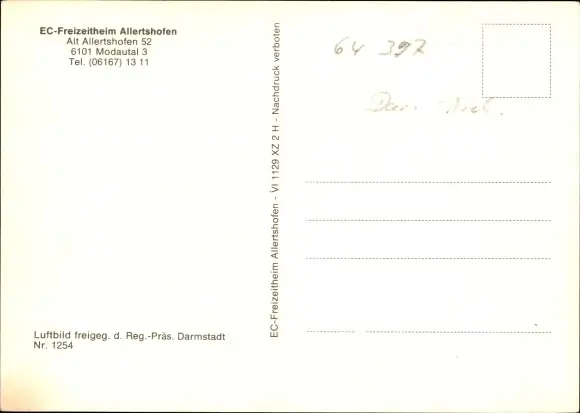 EC-Freizeitheim Allertshofen
Alt Allertshofen 52
6101 Modautal 3
Tel. (06167) 13 11
Luftbild freigeg. d. Reg.-Präs. Darmstadt
Nr. 1254
EC-Freizeitheim Allertshofen - VI 1129 XZ 2 H - Nachdruck verboten
64 397